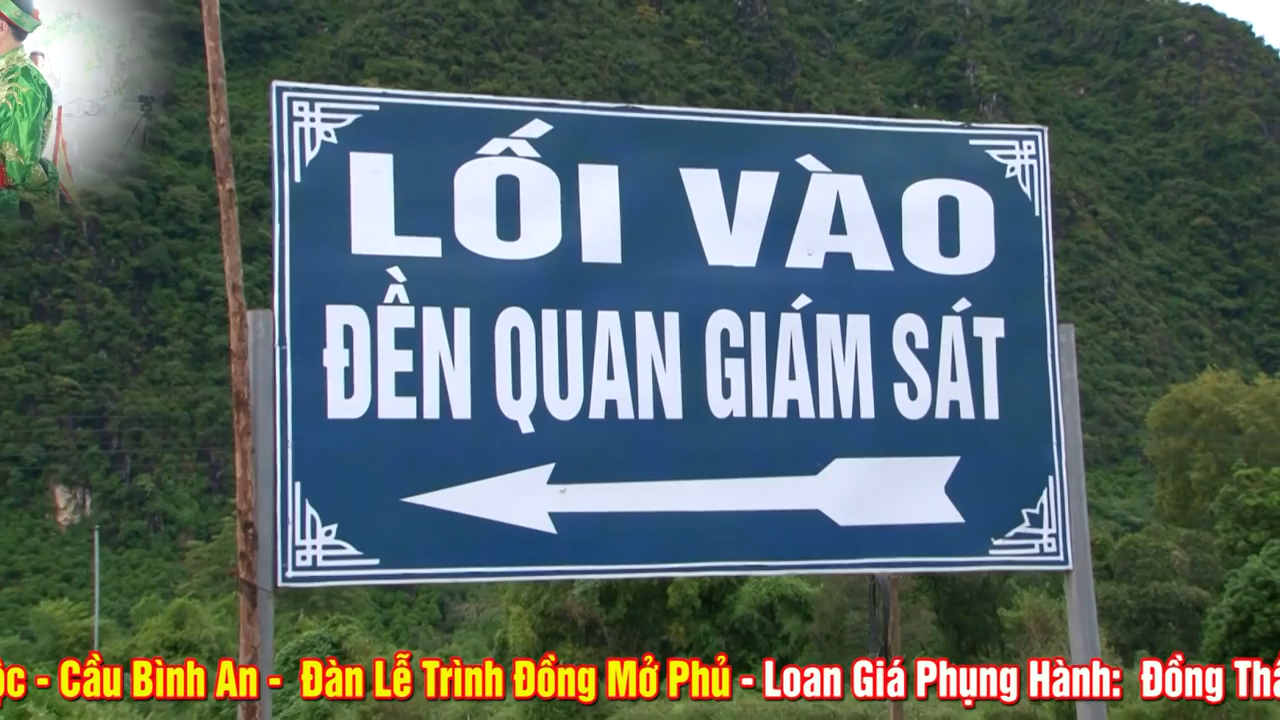 LỐI VÀO
ĐỀN QUAN GIÁM SÁT
- Cầu Bình An - Đàn Lễ Trình Đồng Mở Phủ - Loan Giá Phụng Hành: Đồng